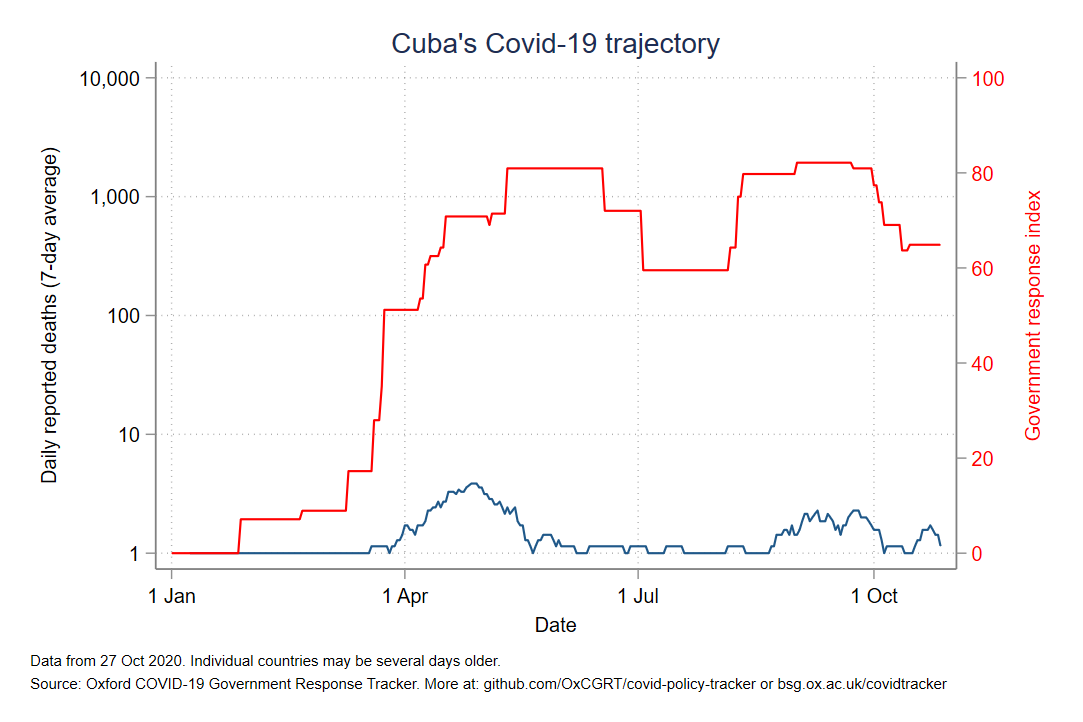 Cuba's Covid-19 trajectory
10,000
1,000
100
10
1
Daily reported deaths (7-day average)
100
80
60
40
20
0
Government response index
1 Jan
1 Apr
1 Jul
1 Oct
Date
Data from 27 Oct 2020. Individual countries may be several days older.
Source: Oxford COVID-19 Government Response Tracker. More at: github.com/OxCGRT/covid-policy-tracker or bsg.ox.ac.uk/covidtracker